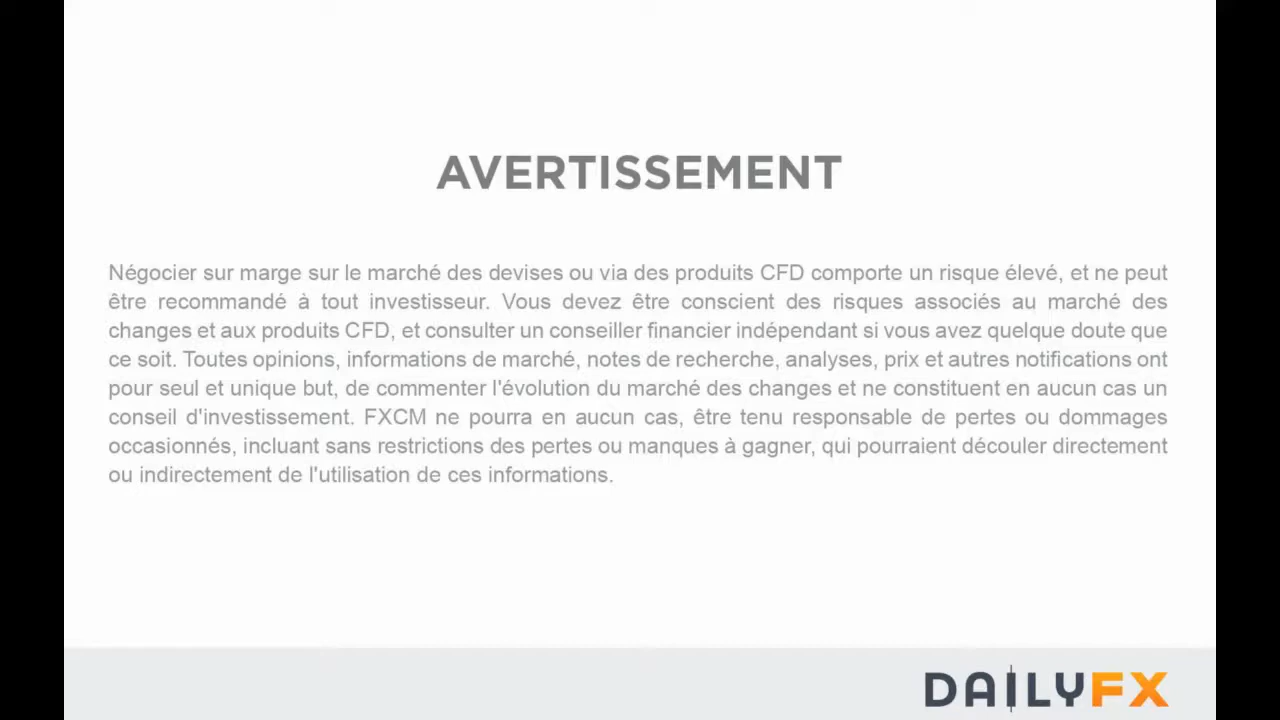 AVERTISSEMENT
Négocier sur marge sur le marché des devises ou via des produits CFD comporte un risque élevé, et ne peut
être recommandé à tout investisseur. Vous devez être conscient des risques associés au marché des
changes et aux produits CFD, et consulter un conseiller financier indépendant si vous avez quelque doute que
ce soit. Toutes opinions, informations de marché, notes de recherche, analyses, prix et autres notifications ont
pour seul et unique but, de commenter l'évolution du marché des changes et ne constituent en aucun cas un
conseil d'investissement. FXCM ne pourra en aucun cas, être tenu responsable de pertes ou dommages
occasionnés, incluant sans restrictions des pertes ou manques à gagner, qui pourraient découler directement
ou indirectement de l'utilisation de ces informations.
DAILYFX